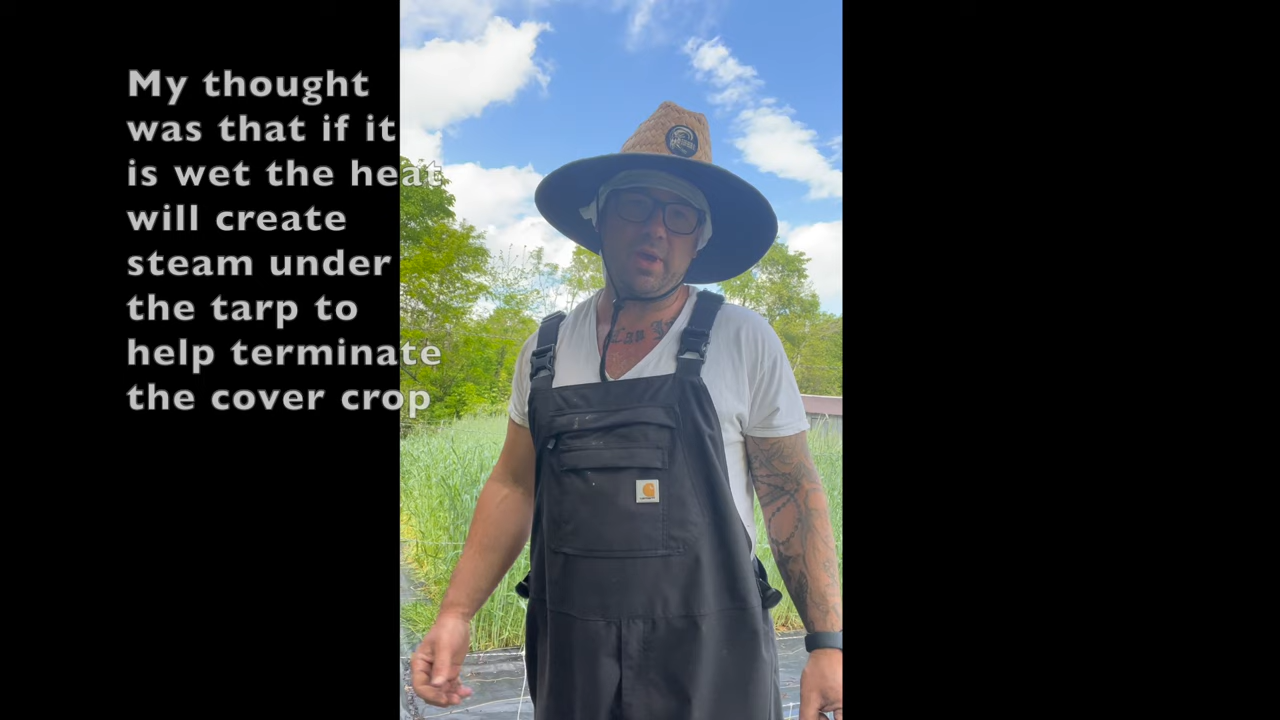 My thought
was that if it
is wet the heat
will create
steam under
the tarp to
help terminate
the cover crop